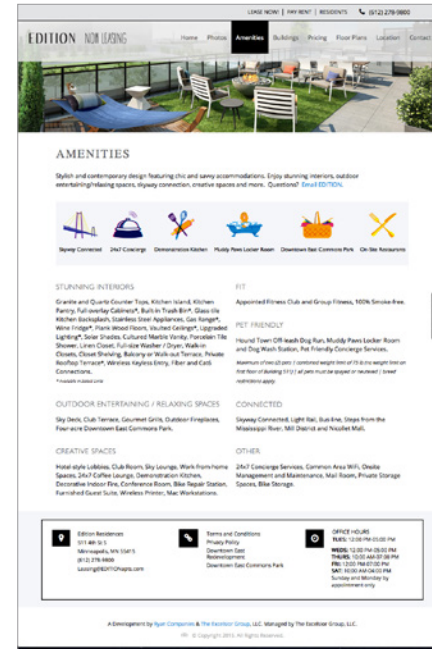 LEASE NOW! | PAY RENT | RESIDENTS (612) 278-9800
EDITION NOW LEASING
Home Photos Amenities Buildings Pricing Floor Plans Location Contact
AMENITIES
Stylish and contemporary design featuring chic and savvy accommodations. Enjoy stunning interiors, outdoor
entertaining/relaxing spaces, skyway connection, creative spaces and more. Questions? Email EDITION.
Skyway Connected 24x7 Concierge Demonstration Kitchen Muddy Paws Locker Room Downtown East Commons Park On-Site Restaurants
STUNNING INTERIORS
Granite and Quartz Counter Tops, Kitchen Island, Kitchen
Pantry, Full-overlay Cabinets*, Built in Trash Bin*, Glass tile
Kitchen Backsplash, Stainless Steel Appliances, Gas Range*,
Wine Fridge*, Plank Wood Floors, Vaulted Ceilings*, Upgraded
Lighting*, Solar Shades, Cultured Marble Vanity, Porcelain Tile
Shower, Linen Closet, Full-size Washer / Dryer, Walk-in
Closets, Closet Shelving, Balcony or Walk-out Terrace, Private
Rooftop Terrace*, Wireless Keyless Entry, Fiber and Cat6
Connections.
FIT
Appointed Fitness Club and Group Fitness, 100% Smoke-free.
PET FRIENDLY
Hound Town Off-leash Dog Run, Muddy Paws Locker Room
and Dog Wash Station, Pet Friendly Concierge Services.
OUTDOOR ENTERTAINING / RELAXING SPACES
Sky Deck, Club Terrace, Gourmet Grills, Outdoor Fireplaces,
Four-acre Downtown East Commons Park.
CONNECTED
Skyway Connected, Light Rail, Bus-line, Steps from the
Mississippi River, Mill District and Nicollet Mall.
CREATIVE SPACES
Hotel-style Lobbies, Club Room, Sky Lounge, Work from home
Spaces, 24x7 Coffee Lounge, Demonstration Kitchen,
Decorative Indoor Fire, Conference Room, Bike Repair Station,
Furnished Guest Suite, Wireless Printer, Mac Workstations.
OTHER
24x7 Concierge Services, Common Area WiFi, Onsite
Management and Maintenance, Mail Room, Private Storage
Spaces, Bike Storage.
Edition Residences
511 4th St S
Minneapolis, MN 55415
(612) 278-9800
Leasing@EDITIONapts.com
Terms and Conditions
Privacy Policy
Downtown East
Redevelopment
Downtown East Commons Park
OFFICE HOURS
TUES: 12:00 PM-05:00 PM
WEDS: 12:00 PM-05:00 PM
THURS: 10:00 AM-07:00 PM
FRI: 12:00 PM-07:00 PM
SAT: 10:00 AM-04:00 PM
Sunday and Monday by
appointment only
A Development by Ryan Companies & The Excelsior Group, LLC. Managed by The Excelsior Group, LLC.
© Copyright 2015. All Rights Reserved.